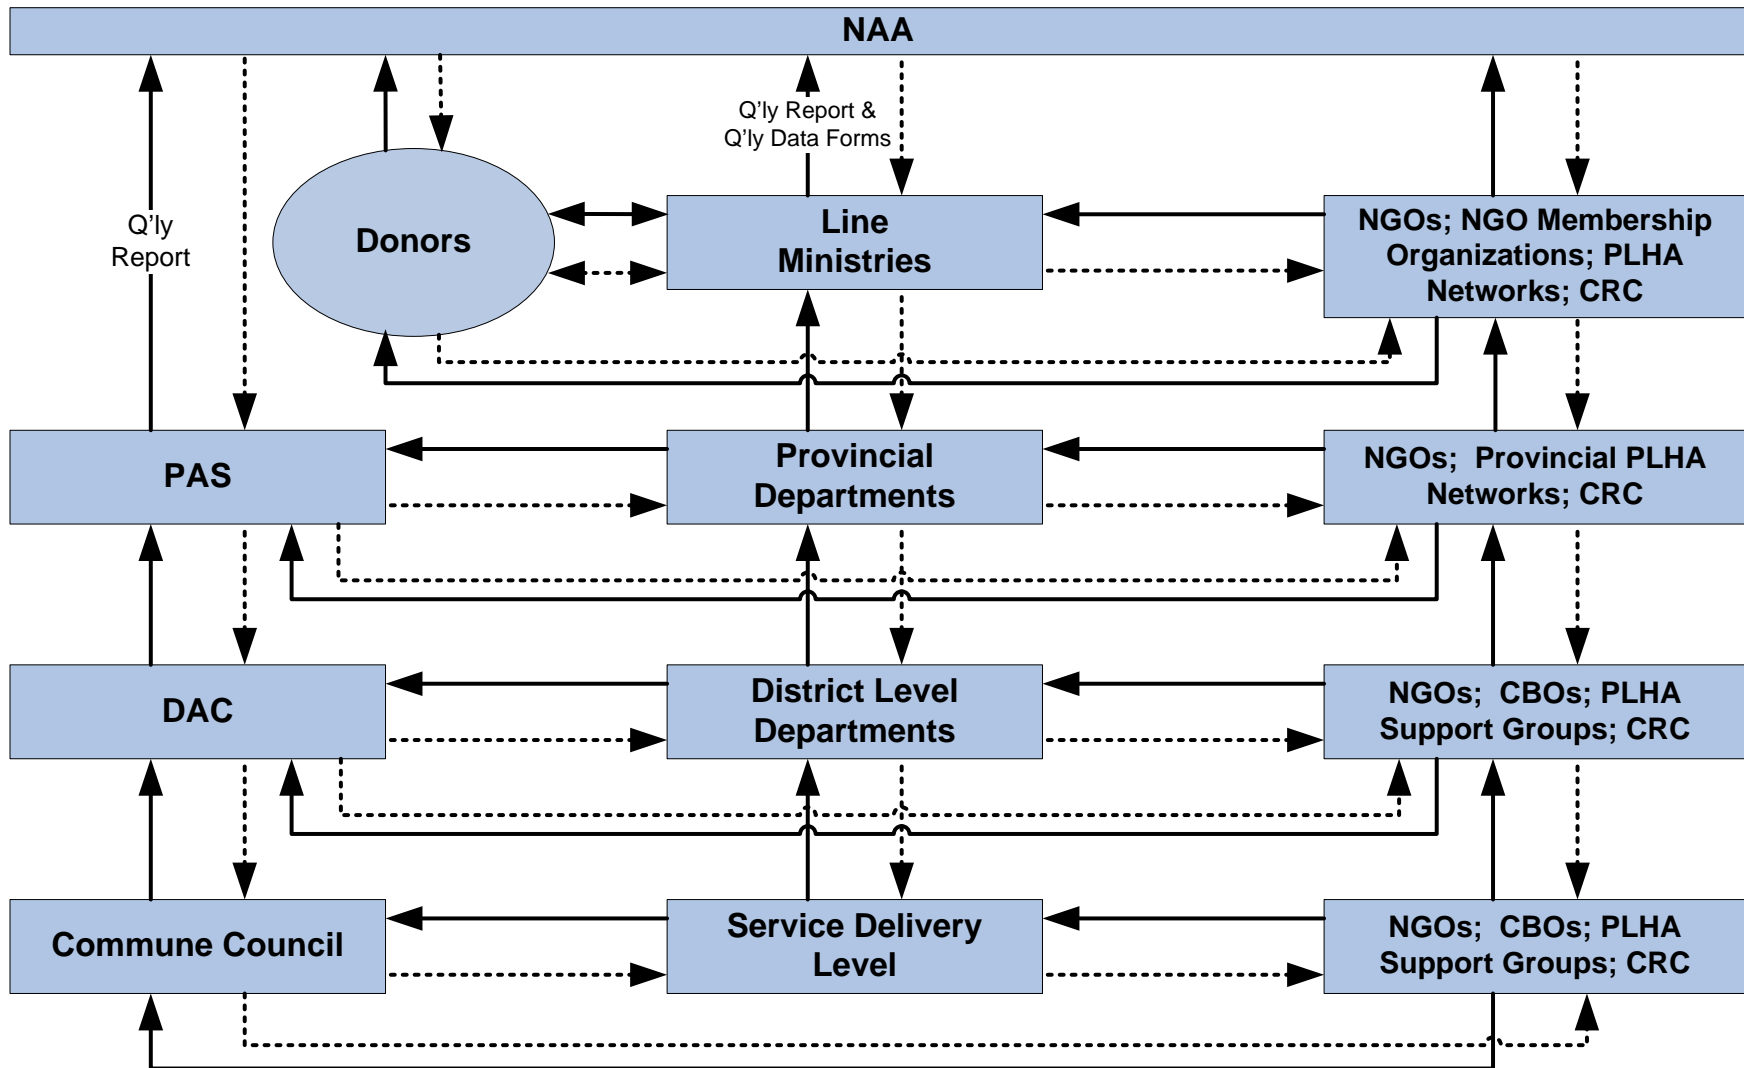 NAA
Q'ly Report &
Q'ly Data Forms
Q'ly
Report
Donors
Line
Ministries
NGOs; NGO Membership
Organizations; PLHA
Networks; CRC
PAS
Provincial
Departments
NGOs;  Provincial PLHA
Networks; CRC
DAC
District Level
Departments
NGOs;  CBOs; PLHA
Support Groups; CRC
Commune Council
Service Delivery
Level
NGOs;  CBOs; PLHA
Support Groups; CRC